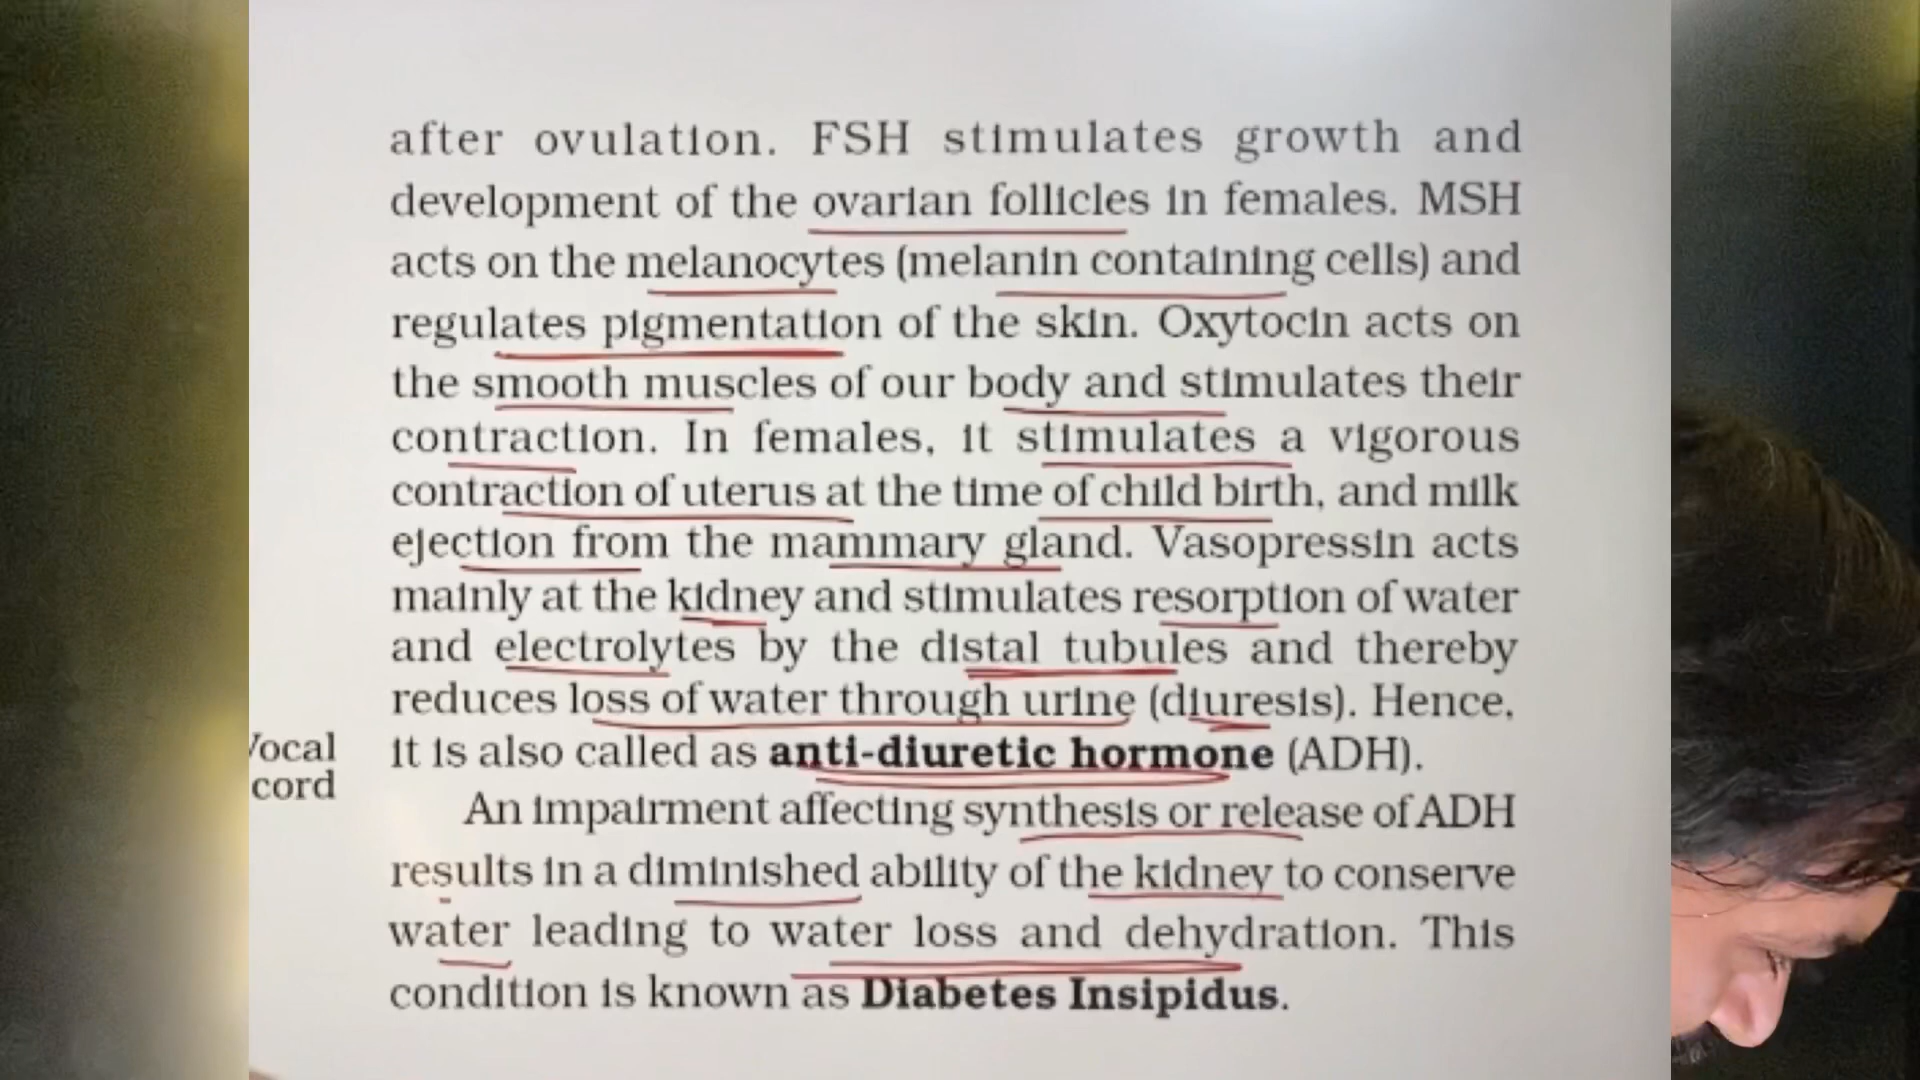 after ovulation. FSH stimulates growth and
development of the ovarian follicles in females. MSH
acts on the melanocytes (melanin containing cells) and
regulates pigmentation of the skin. Oxytocin acts on
the smooth muscles of our body and stimulates their
contraction. In females, it stimulates a vigorous
contraction of uterus at the time of child birth, and milk
ejection from the mammary gland. Vasopressin acts
mainly at the kidney and stimulates resorption of water
and electrolytes by the distal tubules and thereby
reduces loss of water through urine (diuresis). Hence,
it is also called as anti-diuretic hormone (ADH).
An impairment affecting synthesis or release of ADH
results in a diminished ability of the kidney to conserve
water leading to water loss and dehydration. This
condition is known as Diabetes Insipidus.
Vocal
cord